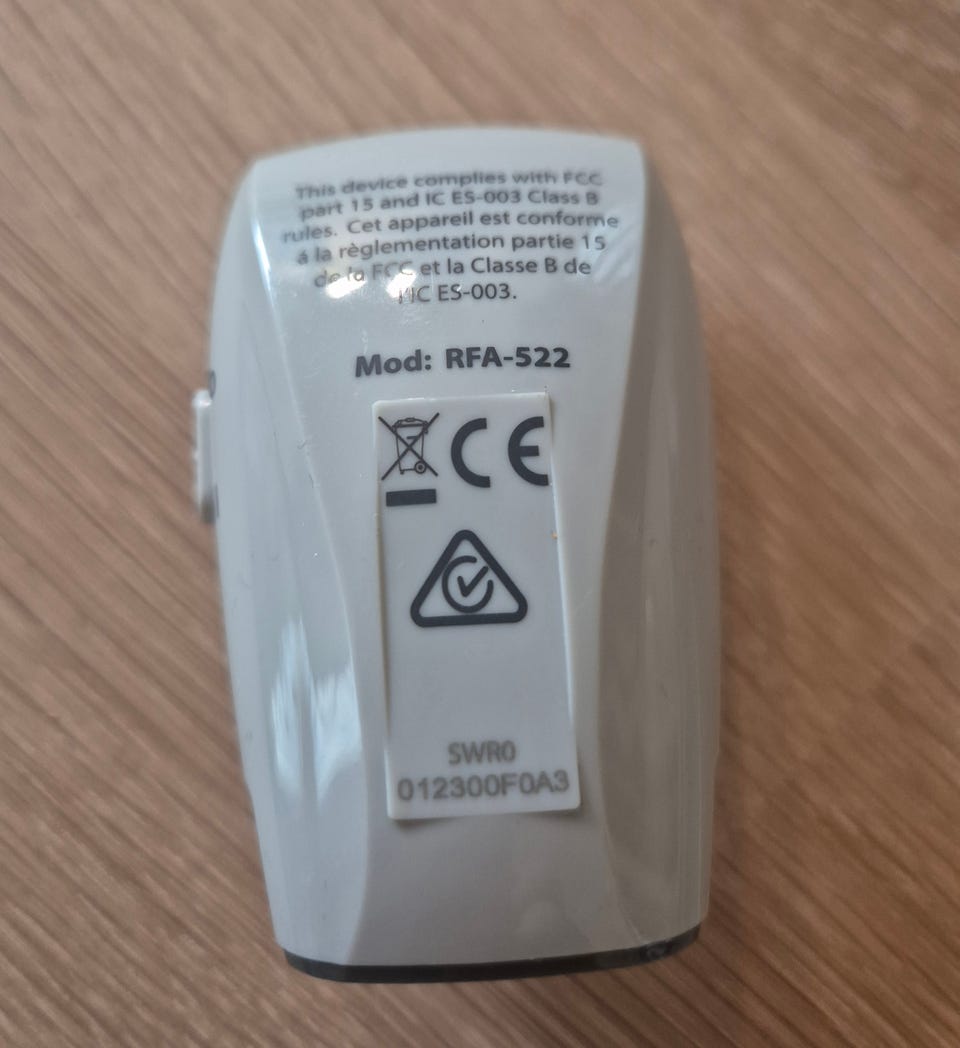 This device complies with FCC
part 15 and IC ES-003 Class B
rules. Cet appareil est conforme
á la règlementation partie 15
de la FCC et la Classe B de
l'IC ES-003.
Mod: RFA-522
CE
SWR0
012300F0A3